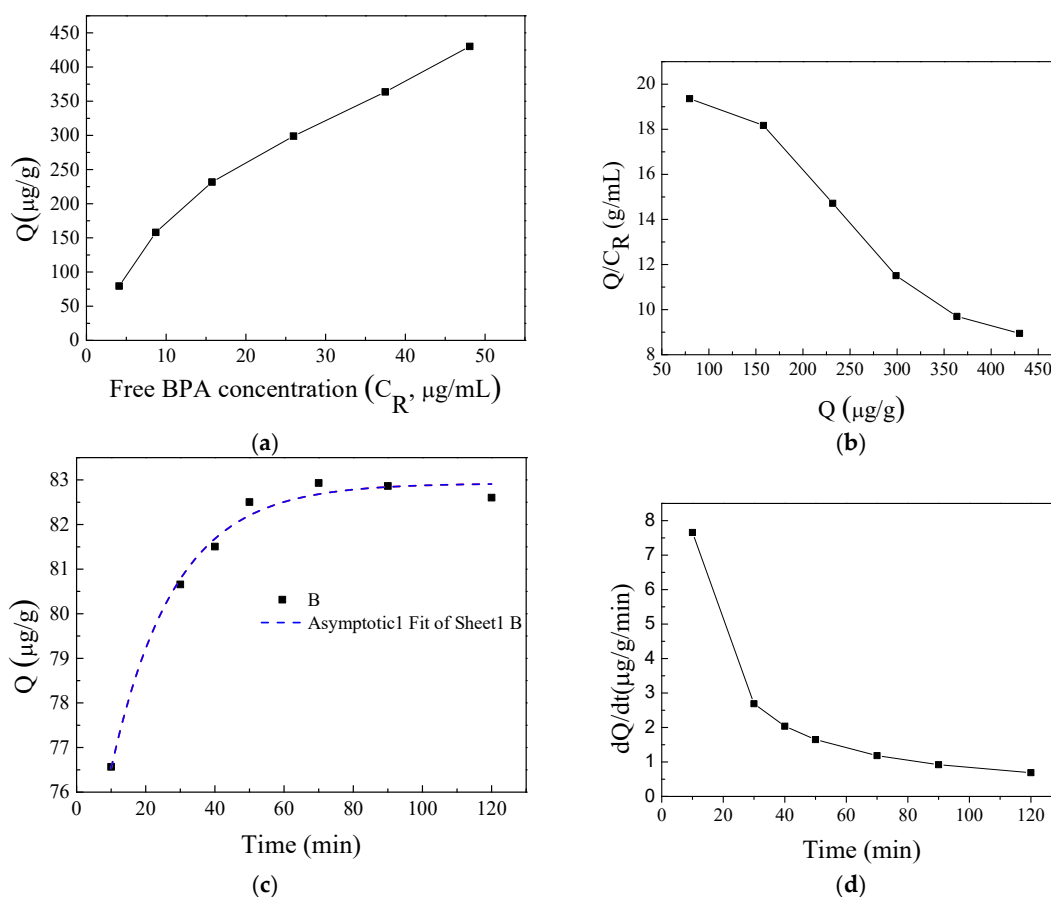 450
400
350
300
250
200
150
100
50
0
Q(μg/g)
0 10 20 30 40 50
Free BPA concentration (C_R, μg/mL)
(a)
20
18
16
14
12
10
8
Q/C_R (g/mL)
50 100 150 200 250 300 350 400 450
Q (μg/g)
(b)
83
82
81
80
79
78
77
76
Q (μg/g)
B
Asymptotic1 Fit of Sheet1 B
0 20 40 60 80 100 120
Time (min)
(c)
8
7
6
5
4
3
2
1
0
dQ/dt(μg/g/min)
0 20 40 60 80 100 120
Time (min)
(d)